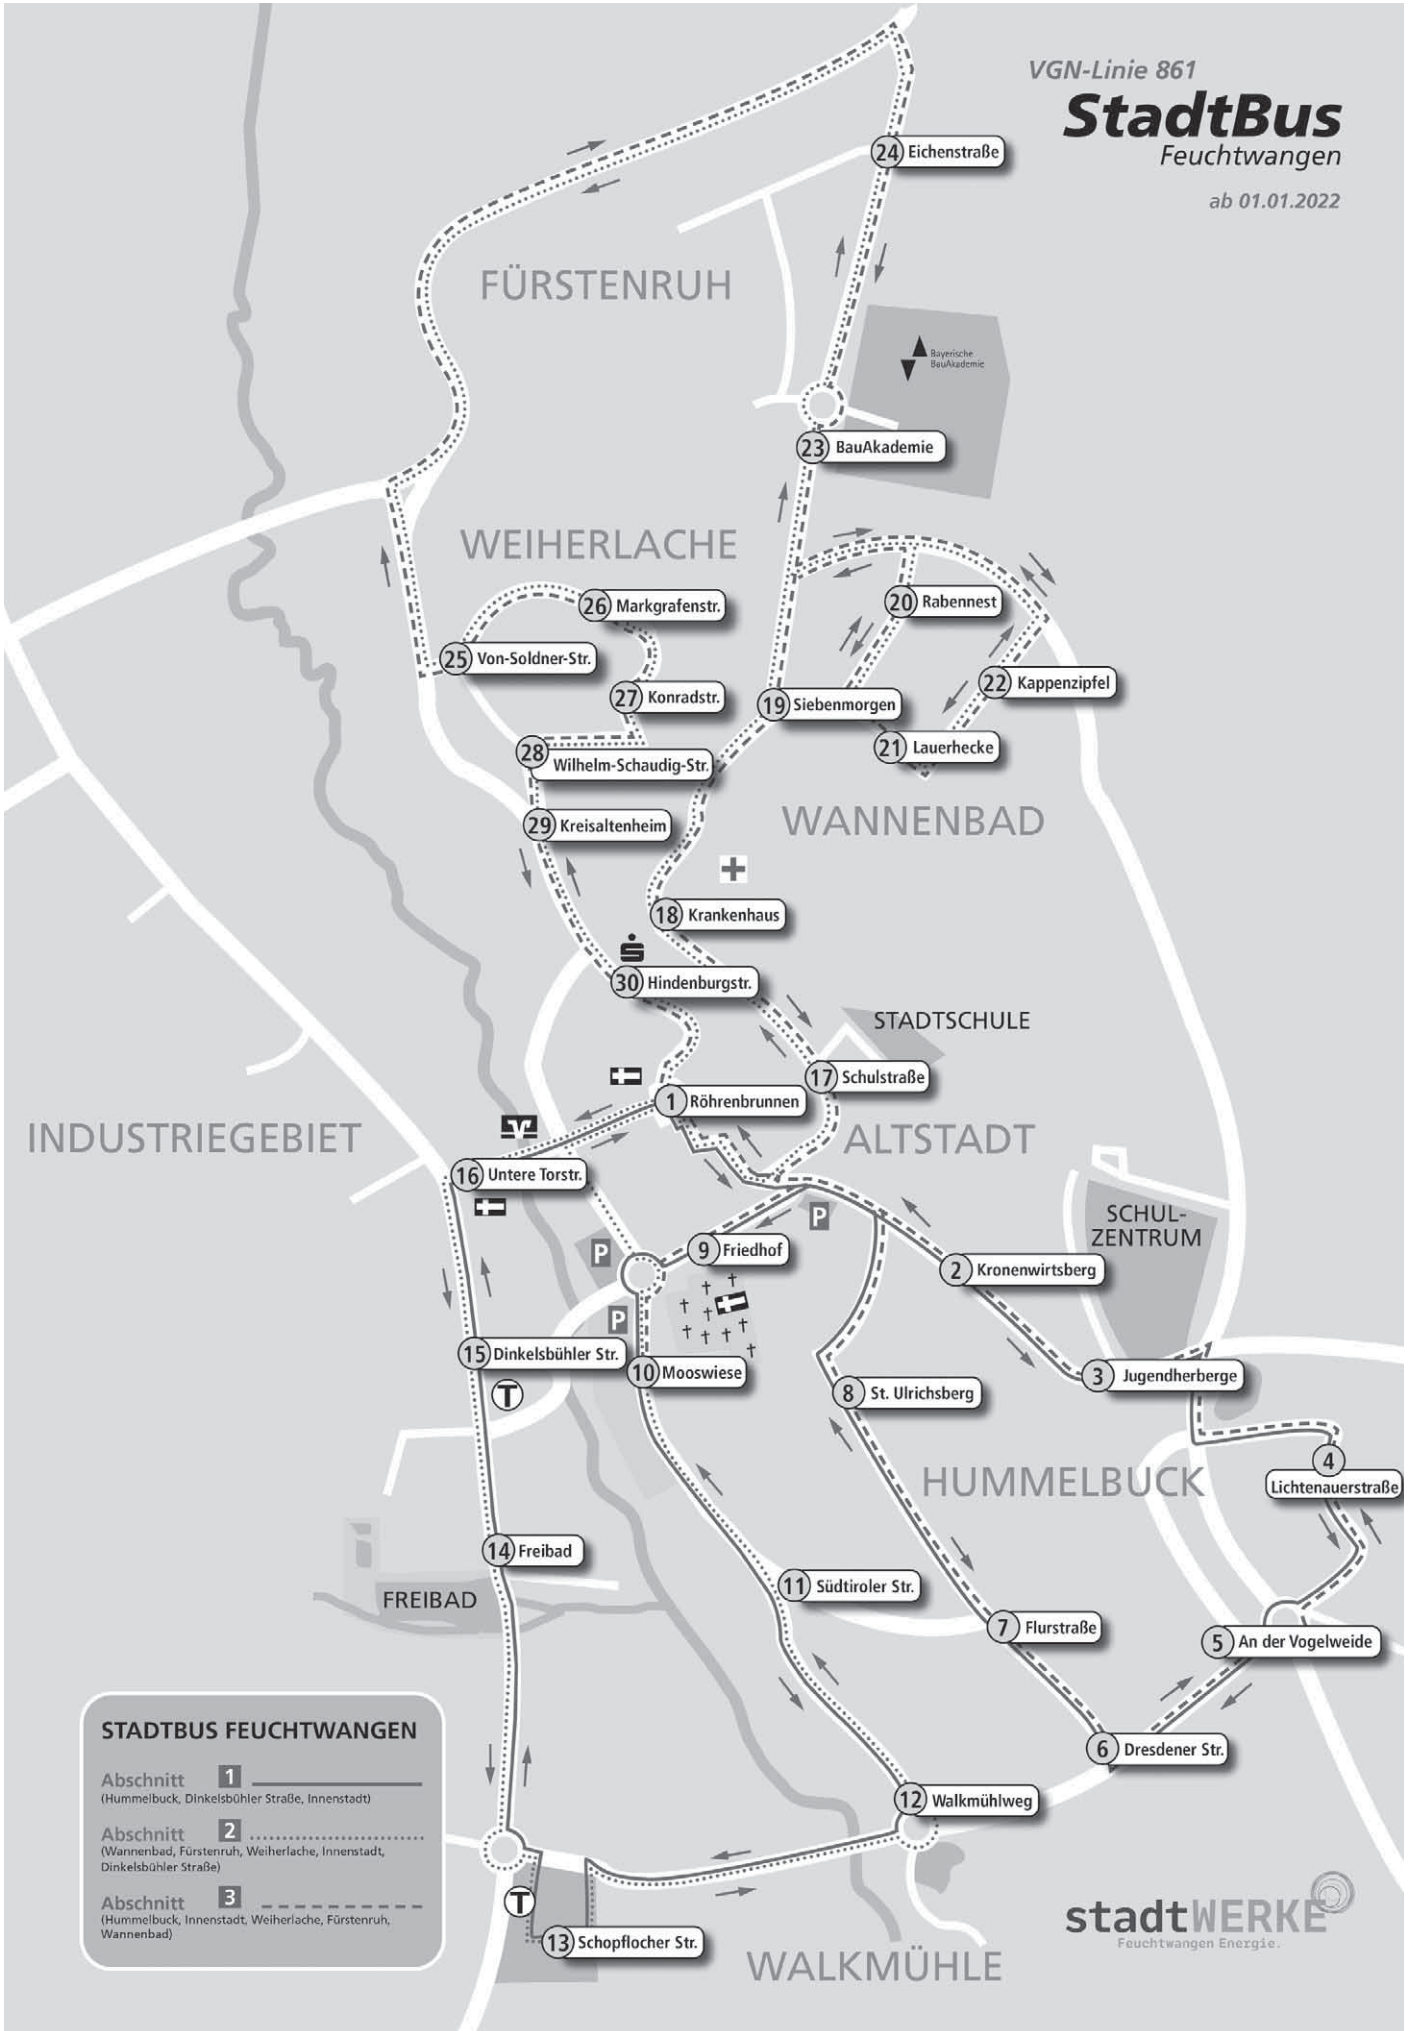 VGN-Linie 861
StadtBus
Feuchtwangen
ab 01.01.2022
24 Eichenstraße
FÜRSTENRUH
Bayerische
BauAkademie
23 BauAkademie
WEIHERLACHE
26 Markgrafenstr.
20 Rabennest
25 Von-Soldner-Str.
22 Kappenzipfel
27 Konradstr.
19 Siebenmorgen
21 Lauerhecke
28
Wilhelm-Schaudig-Str.
WANNENBAD
29 Kreisaltenheim
18 Krankenhaus
30 Hindenburgstr.
STADTSCHULE
17 Schulstraße
1 Röhrenbrunnen
INDUSTRIEGEBIET
ALTSTADT
16 Untere Torstr.
P
SCHUL-
ZENTRUM
P
9 Friedhof
2 Kronenwirtsberg
P
15 Dinkelsbühler Str.
10 Mooswiese
3 Jugendherberge
T
8 St. Ulrichsberg
HUMMELBUCK
4
Lichtenauerstraße
14 Freibad
11 Südtiroler Str.
FREIBAD
7 Flurstraße
5 An der Vogelweide
6 Dresdener Str.
12 Walkmühlweg
T
13 Schopflocher Str.
WALKMÜHLE
STADTBUS FEUCHTWANGEN
Abschnitt 1
(Hummelbuck, Dinkelsbühler Straße, Innenstadt)
Abschnitt 2
(Wannenbad, Fürstenruh, Weiherlache, Innenstadt,
Dinkelsbühler Straße)
Abschnitt 3
(Hummelbuck, Innenstadt, Weiherlache, Fürstenruh,
Wannenbad)
stadtWERKE
Feuchtwangen Energie.